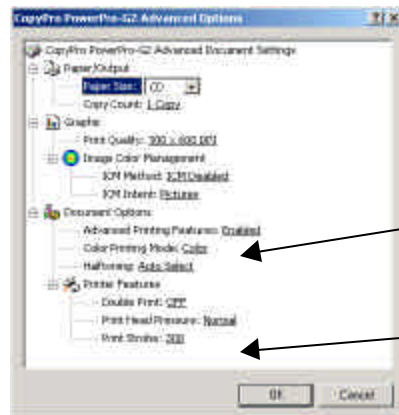 CopyPro PowerPro-G2 Advanced Options
CopyPro PowerPro-G2 Advanced Document Settings
Paper/Output
Paper Size: CD
Copy Count: 1 Copy
Graphic
Print Quality: 300 x 600 DPI
Image Color Management
ICM Method: ICM Disabled
ICM Intent: Pictures
Document Options
Advanced Printing Features: Enabled
Color Printing Mode: Color
Halftoning: Auto Select
Printer Features
Double Print: OFF
Print Head Pressure: Normal
Print Strobe: 300
OK Cancel